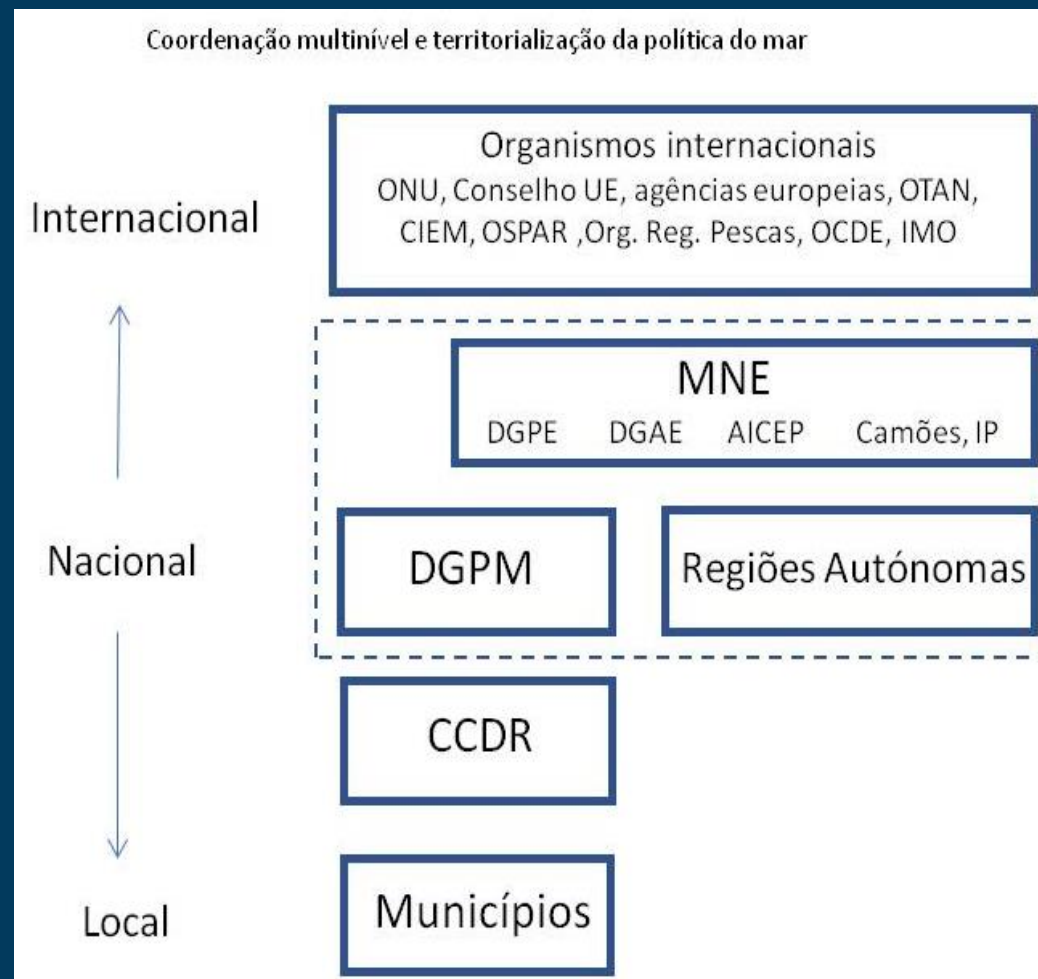 Coordenação multinível e territorialização da política do mar
Internacional
Organismos internacionais
ONU, Conselho UE, agências europeias, OTAN,
CIEM, OSPAR ,Org. Reg. Pescas, OCDE, IMO
MNE
DGPE DGAE AICEP Camões, IP
Nacional
DGPM
Regiões Autónomas
CCDR
Local
Municípios